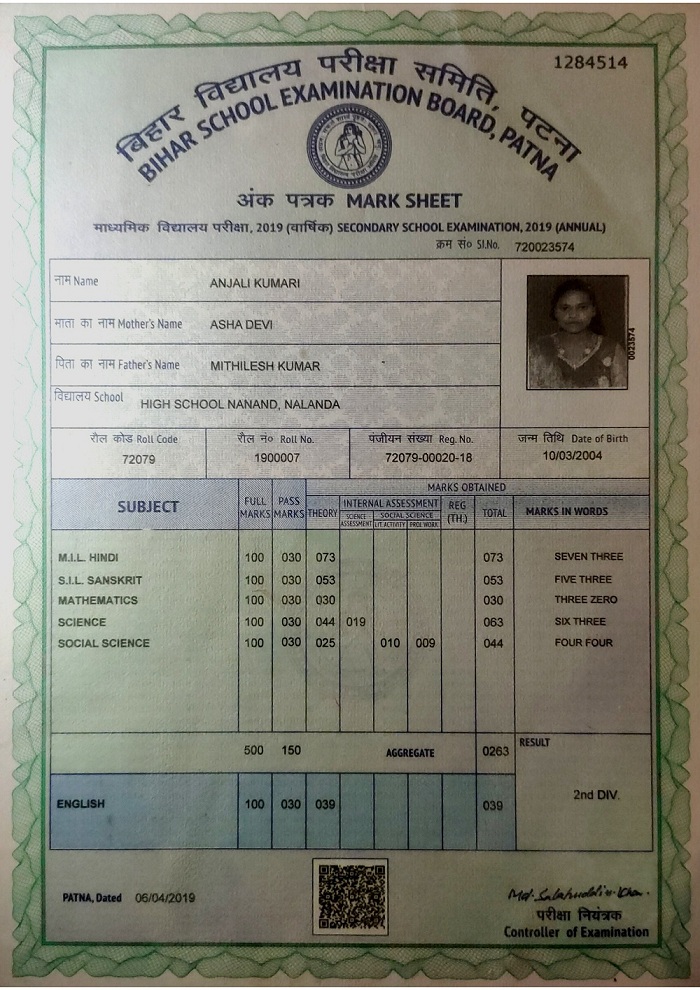 1284514
बिहार विद्यालय परीक्षा समिति, पटना
BIHAR SCHOOL EXAMINATION BOARD, PATNA
अंक पत्रक MARK SHEET
माध्यमिक विद्यालय परीक्षा, 2019 (वार्षिक) SECONDARY SCHOOL EXAMINATION, 2019 (ANNUAL)
क्रम सं० Sl.No. 720023574
नाम Name ANJALI KUMARI
माता का नाम Mother's Name ASHA DEVI
पिता का नाम Father's Name MITHILESH KUMAR
विद्यालय School HIGH SCHOOL NANAND, NALANDA
0023574
रौल कोड Roll Code रौल नं० Roll No. पंजीयन संख्या Reg. No. जन्म तिथि Date of Birth
72079 1900007 72079-00020-18 10/03/2004
MARKS OBTAINED
SUBJECT FULL MARKS PASS MARKS THEORY INTERNAL ASSESSMENT REG (TH.) TOTAL MARKS IN WORDS
SCIENCE ASSESSMENT SOCIAL SCIENCE
LIT. ACTIVITY PROJ. WORK
M.I.L. HINDI 100 030 073 073 SEVEN THREE
S.I.L. SANSKRIT 100 030 053 053 FIVE THREE
MATHEMATICS 100 030 030 030 THREE ZERO
SCIENCE 100 030 044 019 063 SIX THREE
SOCIAL SCIENCE 100 030 025 010 009 044 FOUR FOUR
500 150 AGGREGATE 0263 RESULT
ENGLISH 100 030 039 039 2nd DIV.
PATNA, Dated 06/04/2019
Md. Salahuddin Khan.
परीक्षा नियंत्रक
Controller of Examination